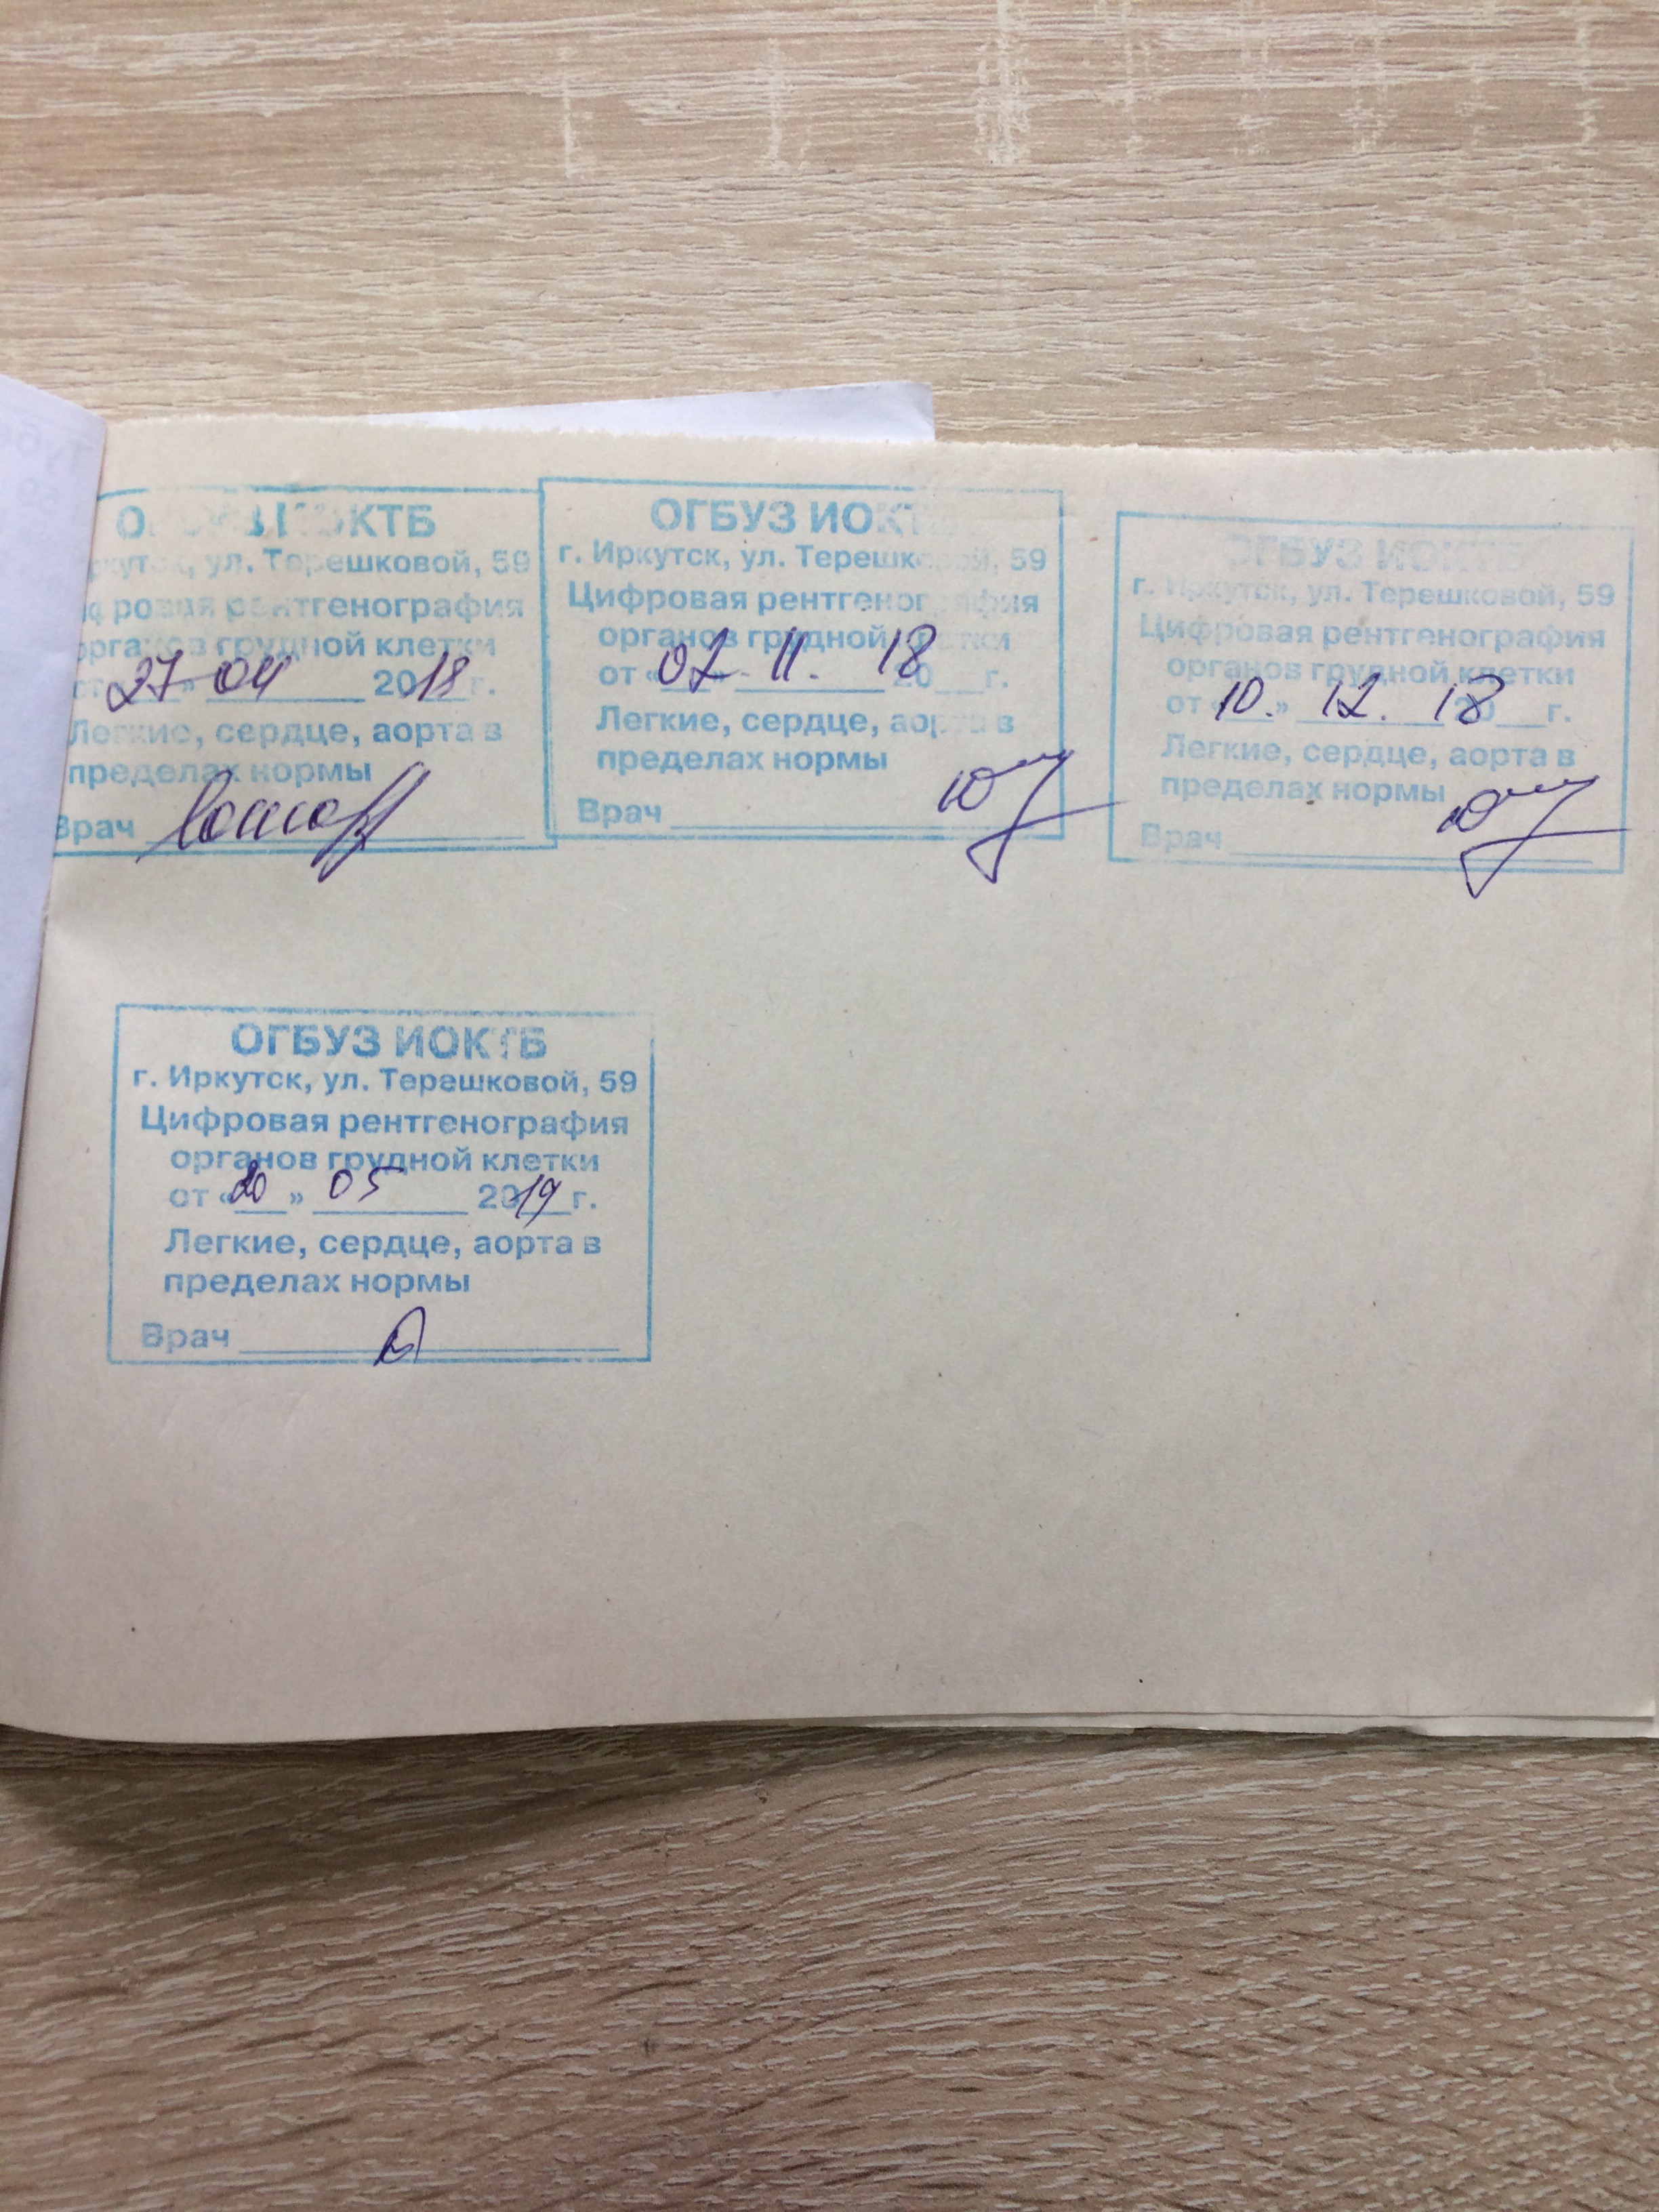 ОГБУЗ ИОКТБ
Иркутск, ул. Терешковой, 59
Цифровая рентгенография
органов грудной клетки
от 27 04 2018 г.
Легкие, сердце, аорта в
пределах нормы
Врач
ОГБУЗ ИОКТБ
г. Иркутск, ул. Терешковой, 59
Цифровая рентгенография
органов грудной клетки
от «07» 11. 18 20 г.
Легкие, сердце, аорта в
пределах нормы
Врач
ОГБУЗ ИОКТБ
г. Иркутск, ул. Терешковой, 59
Цифровая рентгенография
органов грудной клетки
от «10.» 12. 18 20 г.
Легкие, сердце, аорта в
пределах нормы
Врач
ОГБУЗ ИОКТБ
г. Иркутск, ул. Терешковой, 59
Цифровая рентгенография
органов грудной клетки
от «20» 05 2019 г.
Легкие, сердце, аорта в
пределах нормы
Врач